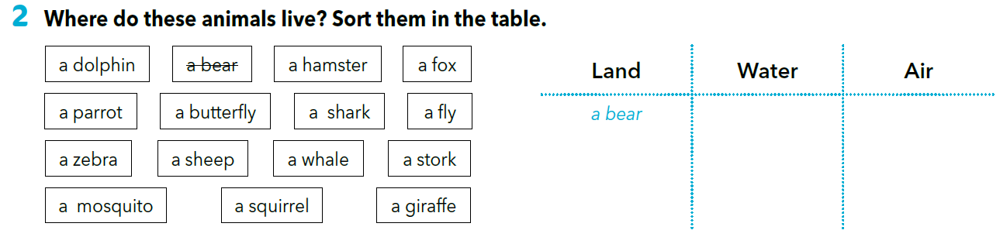 2 Where do these animals live? Sort them in the table.
a dolphin a bear a hamster a fox
a parrot a butterfly a shark a fly
a zebra a sheep a whale a stork
a mosquito a squirrel a giraffe
Land Water Air
a bear